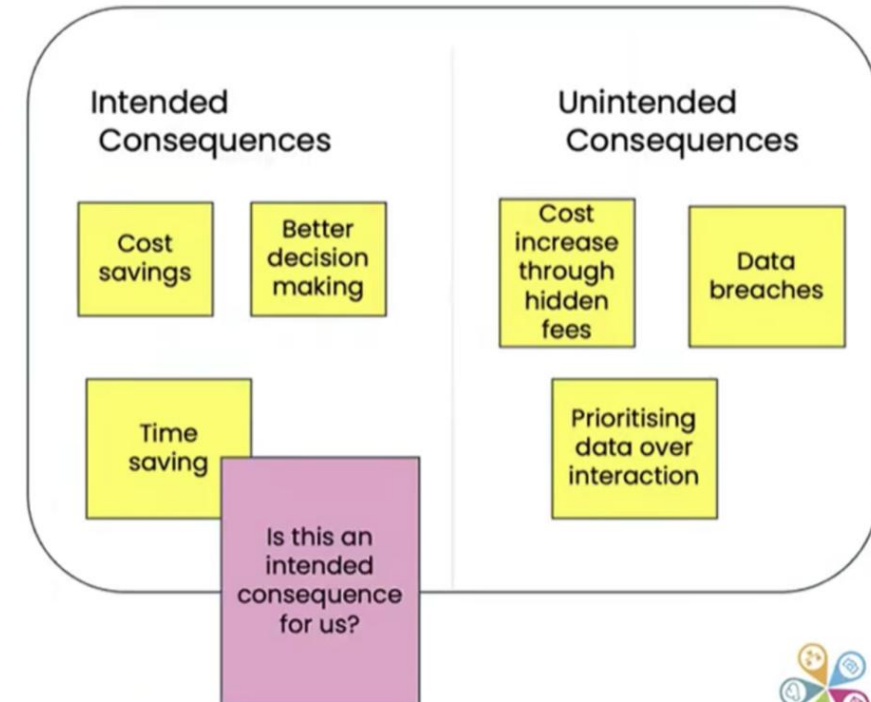 Intended
Consequences
Unintended
Consequences
Cost
savings
Better
decision
making
Cost
increase
through
hidden
fees
Data
breaches
Time
saving
Prioritising
data over
interaction
Is this an
intended
consequence
for us?